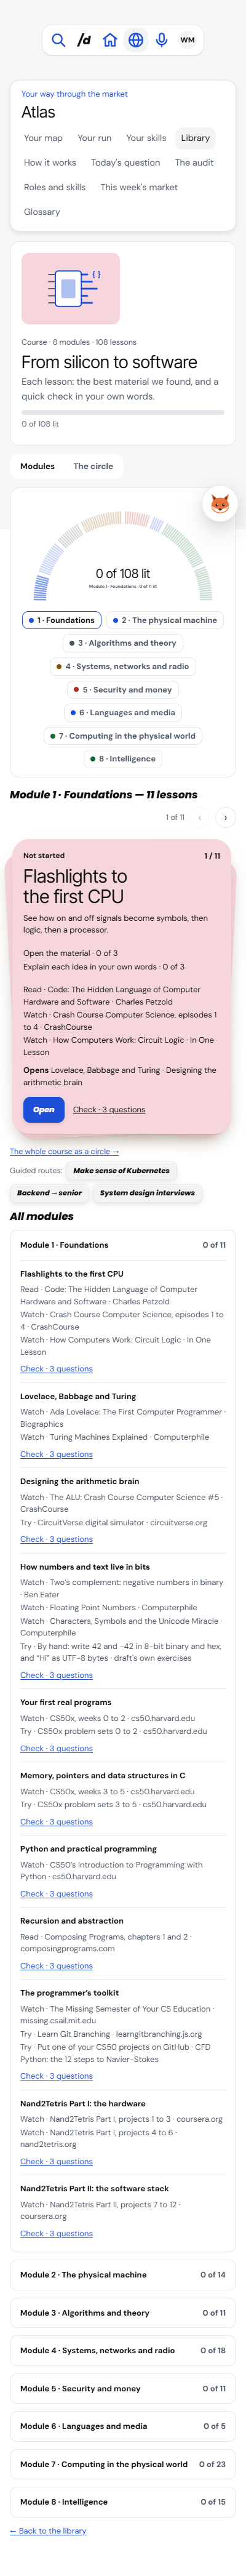 /d
WM
Your way through the market
Atlas
Your map Your run Your skills Library
How it works Today's question The audit
Roles and skills This week's market
Glossary
{ }
Course · 8 modules · 108 lessons
From silicon to software
Each lesson: the best material we found, and a
quick check in your own words.
0 of 108 lit
Modules The circle
0 of 108 lit
Module 1 · Foundations · 0 of 11 lit
1 · Foundations 2 · The physical machine
3 · Algorithms and theory
4 · Systems, networks and radio
5 · Security and money
6 · Languages and media
7 · Computing in the physical world
8 · Intelligence
Module 1 · Foundations — 11 lessons
1 of 11 ‹ ›
Not started 1 / 11
Flashlights to
the first CPU
See how on and off signals become symbols, then
logic, then a processor.
Open the material · 0 of 3
Explain each idea in your own words · 0 of 3
Read · Code: The Hidden Language of Computer
Hardware and Software · Charles Petzold
Watch · Crash Course Computer Science, episodes 1
to 4 · CrashCourse
Watch · How Computers Work: Circuit Logic · In One
Lesson
Opens Lovelace, Babbage and Turing · Designing the
arithmetic brain
Open Check · 3 questions
The whole course as a circle →
Guided routes: Make sense of Kubernetes
Backend → senior System design interviews
All modules
Module 1 · Foundations 0 of 11
Flashlights to the first CPU
Read · Code: The Hidden Language of Computer
Hardware and Software · Charles Petzold
Watch · Crash Course Computer Science, episodes 1 to
4 · CrashCourse
Watch · How Computers Work: Circuit Logic · In One
Lesson
Check · 3 questions
Lovelace, Babbage and Turing
Watch · Ada Lovelace: The First Computer Programmer ·
Biographics
Watch · Turing Machines Explained · Computerphile
Check · 3 questions
Designing the arithmetic brain
Watch · The ALU: Crash Course Computer Science #5 ·
CrashCourse
Try · CircuitVerse digital simulator · circuitverse.org
Check · 3 questions
How numbers and text live in bits
Watch · Two's complement: negative numbers in binary
· Ben Eater
Watch · Floating Point Numbers · Computerphile
Watch · Characters, Symbols and the Unicode Miracle ·
Computerphile
Try · By hand: write 42 and -42 in 8-bit binary and hex,
and “Hi” as UTF-8 bytes · draft's own exercises
Check · 3 questions
Your first real programs
Watch · CS50x, weeks 0 to 2 · cs50.harvard.edu
Try · CS50x problem sets 0 to 2 · cs50.harvard.edu
Check · 3 questions
Memory, pointers and data structures in C
Watch · CS50x, weeks 3 to 5 · cs50.harvard.edu
Try · CS50x problem sets 3 to 5 · cs50.harvard.edu
Check · 3 questions
Python and practical programming
Watch · CS50's Introduction to Programming with
Python · cs50.harvard.edu
Check · 3 questions
Recursion and abstraction
Read · Composing Programs, chapters 1 and 2 ·
composingprograms.com
Check · 3 questions
The programmer's toolkit
Watch · The Missing Semester of Your CS Education ·
missing.csail.mit.edu
Try · Learn Git Branching · learngitbranching.js.org
Try · Put one of your CS50 projects on GitHub · CFD
Python: the 12 steps to Navier-Stokes
Check · 3 questions
Nand2Tetris Part I: the hardware
Watch · Nand2Tetris Part I, projects 1 to 3 · coursera.org
Watch · Nand2Tetris Part I, projects 4 to 6 ·
nand2tetris.org
Check · 3 questions
Nand2Tetris Part II: the software stack
Watch · Nand2Tetris Part II, projects 7 to 12 ·
coursera.org
Check · 3 questions
Module 2 · The physical machine 0 of 14
Module 3 · Algorithms and theory 0 of 11
Module 4 · Systems, networks and radio 0 of 18
Module 5 · Security and money 0 of 11
Module 6 · Languages and media 0 of 5
Module 7 · Computing in the physical world 0 of 23
Module 8 · Intelligence 0 of 15
← Back to the library